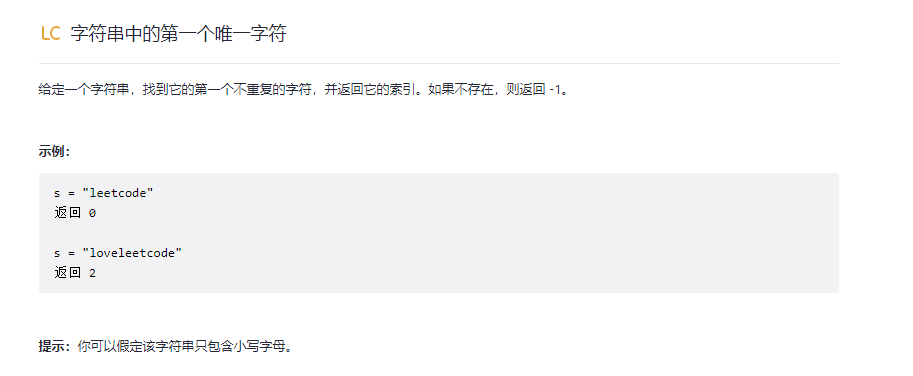 LC 字符串中的第一个唯一字符
给定一个字符串，找到它的第一个不重复的字符，并返回它的索引。如果不存在，则返回 -1。
示例：
s = "leetcode"
返回 0
s = "loveleetcode"
返回 2
提示：你可以假定该字符串只包含小写字母。